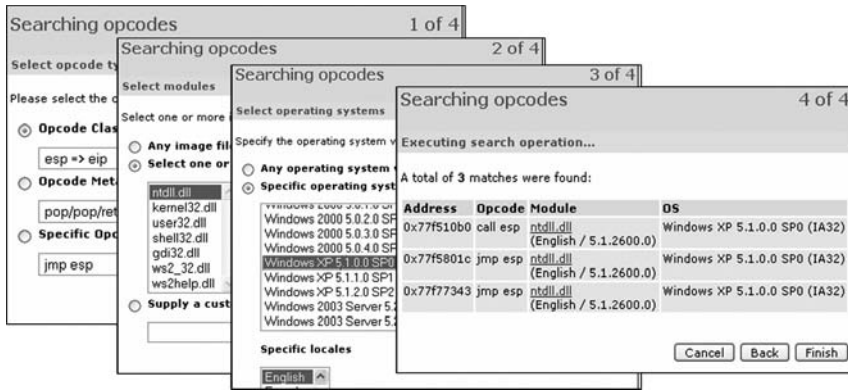 Searching opcodes 1 of 4
Select opcode
Please select the
Opcode
esp => eip
Opcode
pop/pop/ret
Specific
jmp esp
Searching opcodes 2 of 4
Select modules
Select one or more
Any image
Select one or
ntdll.dll
kernel32.dll
user32.dll
shell32.dll
gdi32.dll
ws2_32.dll
ws2help.dll
Supply a
Searching opcodes 3 of 4
Select operating systems
Specify the operating system
Any operating system
Specific operating
Windows 2000 5.0.2.0 SP
Windows 2000 5.0.3.0 SP
Windows 2000 5.0.4.0 SP
Windows XP 5.1.0.0 SP0
Windows XP 5.1.1.0 SP1
Windows XP 5.1.2.0 SP2
Windows 2003 Server 5.2
Windows 2003 Server 5.2
Specific locales
English
Searching opcodes 4 of 4
Executing search operation...
A total of 3 matches were found:
Address Opcode Module OS
0x77f510b0 call esp ntdll.dll Windows XP 5.1.0.0 SP0 (IA32)
(English / 5.1.2600.0)
0x77f5801c jmp esp ntdll.dll Windows XP 5.1.0.0 SP0 (IA32)
(English / 5.1.2600.0)
0x77f77343 jmp esp ntdll.dll Windows XP 5.1.0.0 SP0 (IA32)
(English / 5.1.2600.0)
Cancel Back Finish